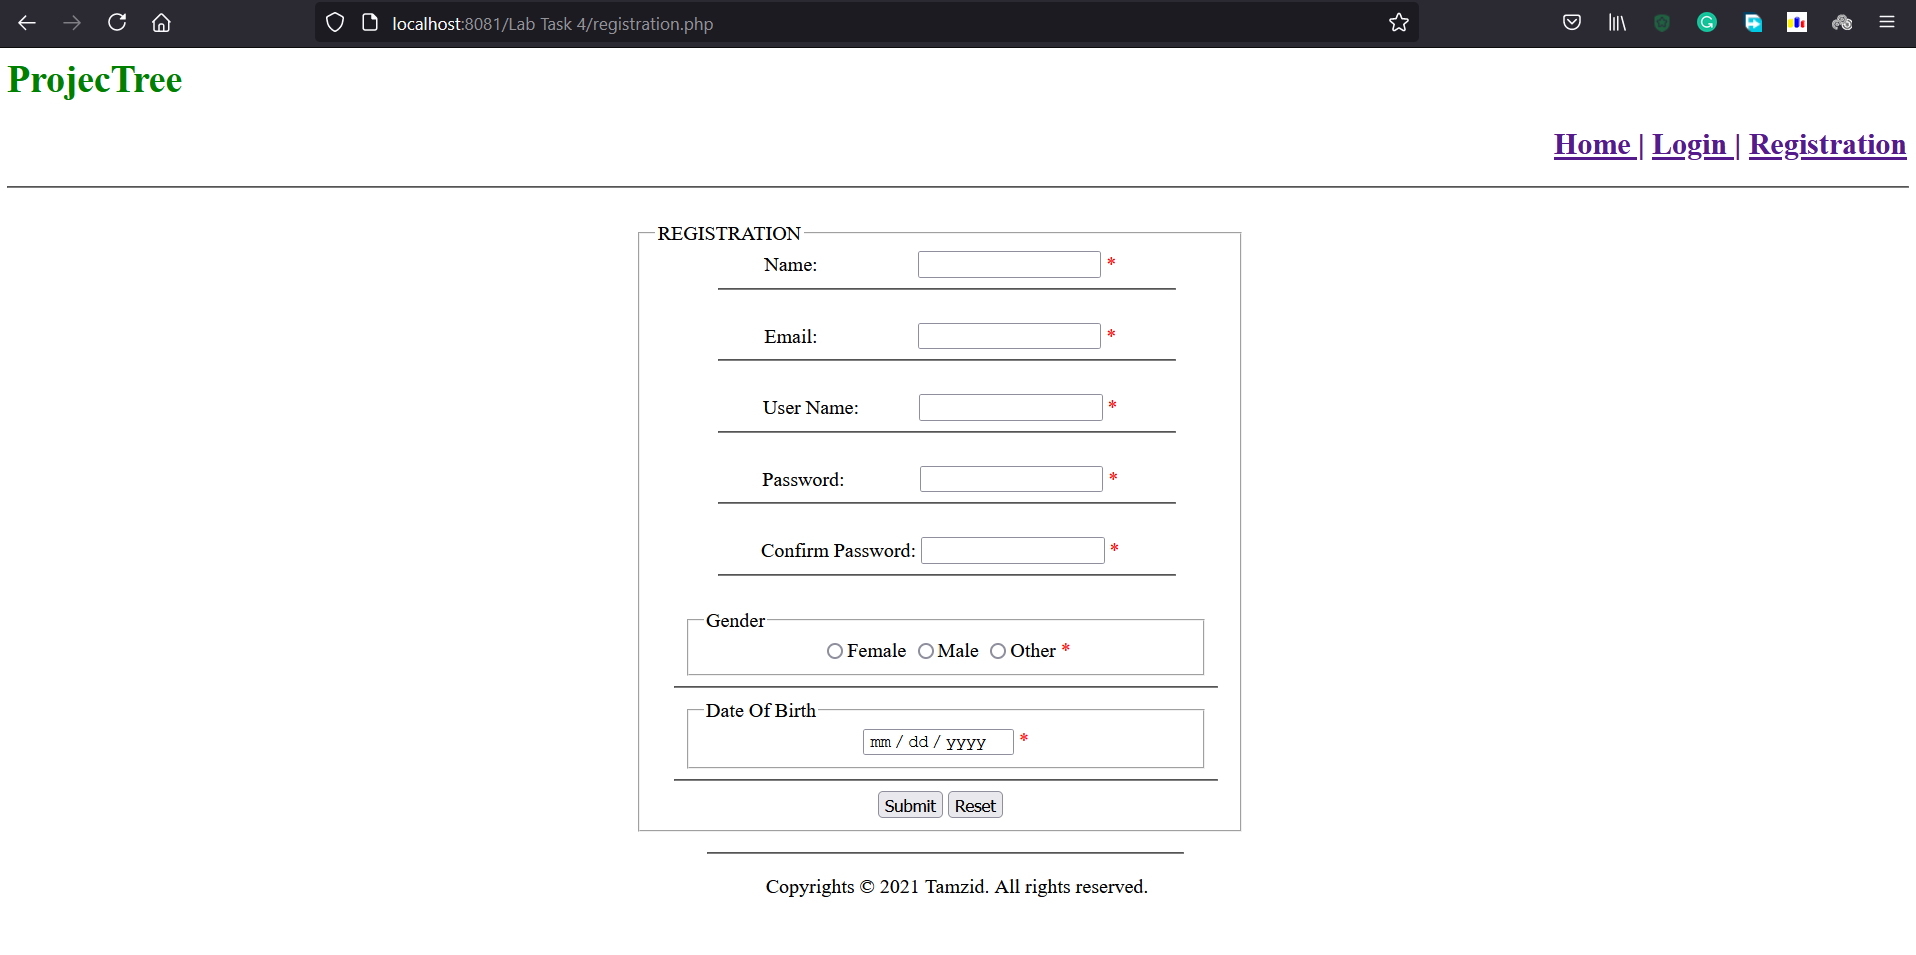 localhost:8081/Lab Task 4/registration.php
ProjecTree
Home | Login | Registration
REGISTRATION
Name: *
Email: *
User Name: *
Password: *
Confirm Password: *
Gender
Female Male Other *
Date Of Birth
mm / dd / yyyy *
Submit Reset
Copyrights © 2021 Tamzid. All rights reserved.